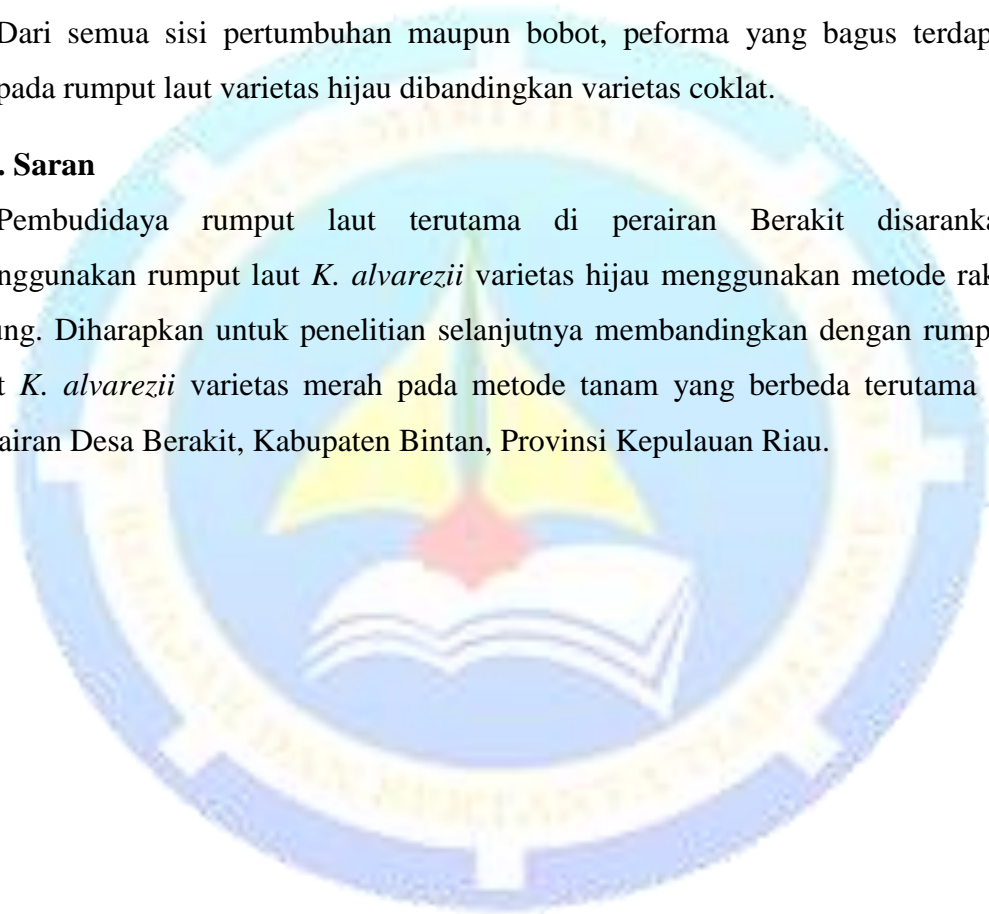 Dari semua sisi pertumbuhan maupun bobot, peforma yang bagus terdap
pada rumput laut varietas hijau dibandingkan varietas coklat.
. Saran
Pembudidaya rumput laut terutama di perairan Berakit disaranka
nggunakan rumput laut K. alvarezii varietas hijau menggunakan metode rak
ung. Diharapkan untuk penelitian selanjutnya membandingkan dengan rump
t K. alvarezii varietas merah pada metode tanam yang berbeda terutama
airan Desa Berakit, Kabupaten Bintan, Provinsi Kepulauan Riau.